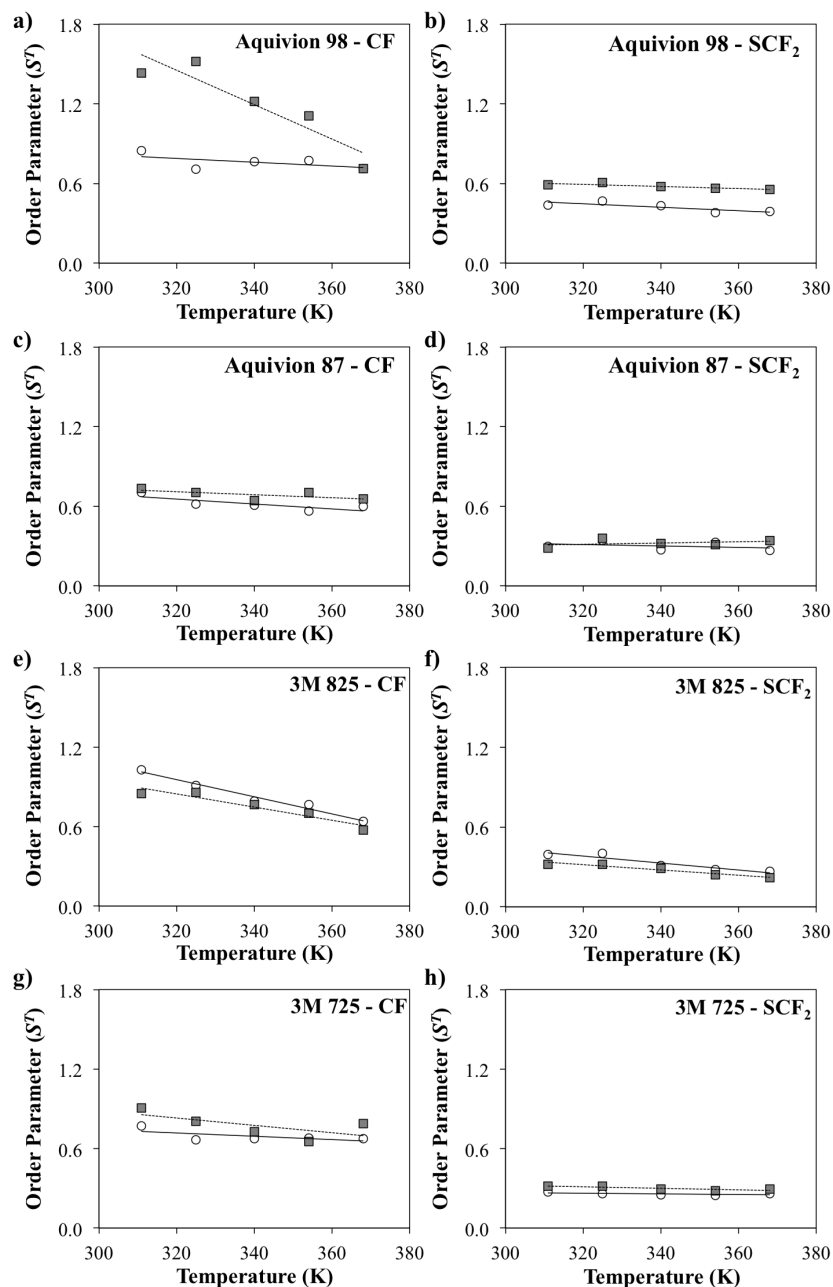 a)
Aquivion 98 - CF
Order Parameter (Sᵀ)
1.8
1.2
0.6
0.0
300 320 340 360 380
Temperature (K)
b)
Aquivion 98 - SCF₂
Order Parameter (Sᵀ)
1.8
1.2
0.6
0.0
300 320 340 360 380
Temperature (K)
c)
Aquivion 87 - CF
Order Parameter (Sᵀ)
1.8
1.2
0.6
0.0
300 320 340 360 380
Temperature (K)
d)
Aquivion 87 - SCF₂
Order Parameter (Sᵀ)
1.8
1.2
0.6
0.0
300 320 340 360 380
Temperature (K)
e)
3M 825 - CF
Order Parameter (Sᵀ)
1.8
1.2
0.6
0.0
300 320 340 360 380
Temperature (K)
f)
3M 825 - SCF₂
Order Parameter (Sᵀ)
1.8
1.2
0.6
0.0
300 320 340 360 380
Temperature (K)
g)
3M 725 - CF
Order Parameter (Sᵀ)
1.8
1.2
0.6
0.0
300 320 340 360 380
Temperature (K)
h)
3M 725 - SCF₂
Order Parameter (Sᵀ)
1.8
1.2
0.6
0.0
300 320 340 360 380
Temperature (K)